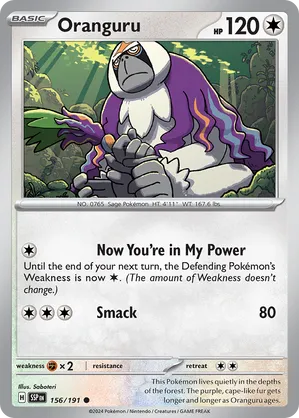 BASIC
Oranguru
HP 120
NO. 0765 Sage Pokémon HT: 4'11" WT: 167.6 lbs.
Now You're in My Power
Until the end of your next turn, the Defending Pokémon's
Weakness is now . (The amount of Weakness doesn't
change.)
Smack 80
weakness ×2 resistance retreat
Illus. Saboteri
H SSP EN 156/191
This Pokémon lives quietly in the depths
of the forest. The purple, cape-like fur gets
longer and longer as Oranguru ages.
©2024 Pokémon / Nintendo / Creatures / GAME FREAK